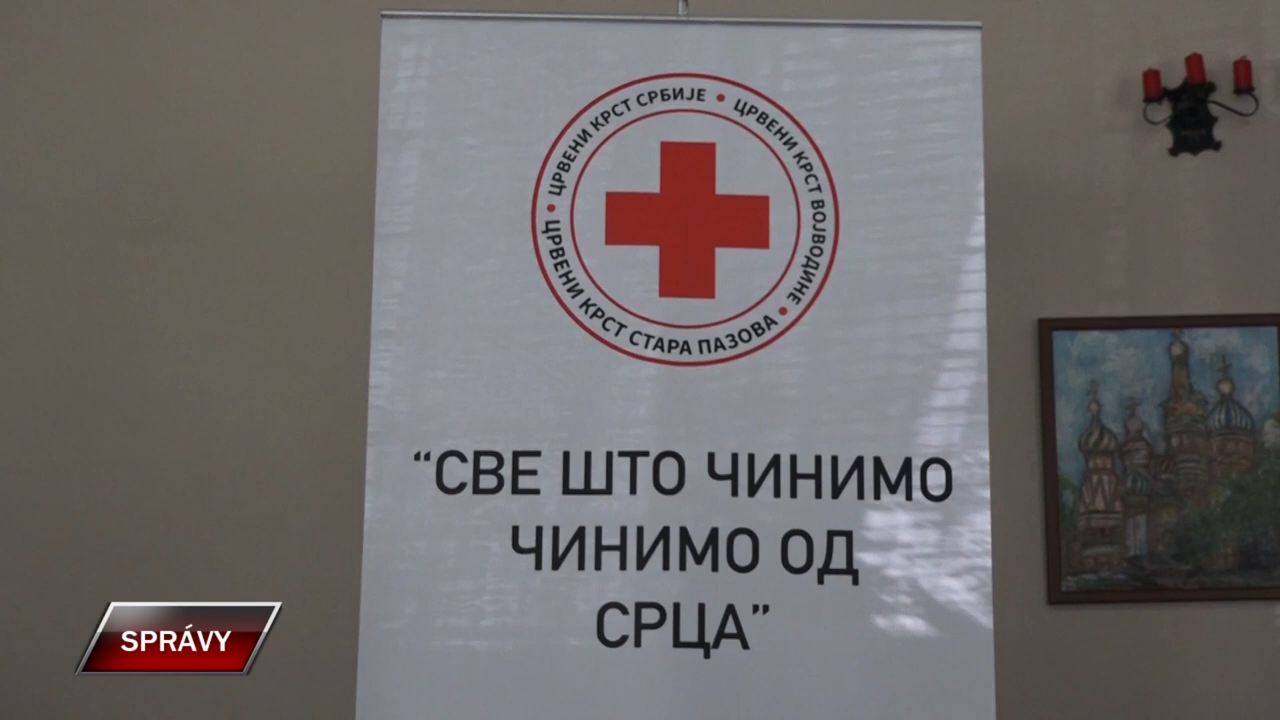 ЦРВЕНИ КРСТ СРБИЈЕ • ЦРВЕНИ КРСТ ВОЈВОДИНЕ • ЦРВЕНИ КРСТ СТАРА ПАЗОВА •
“СВЕ ШТО ЧИНИМО
ЧИНИМО ОД
СРЦА”
SPRÁVY